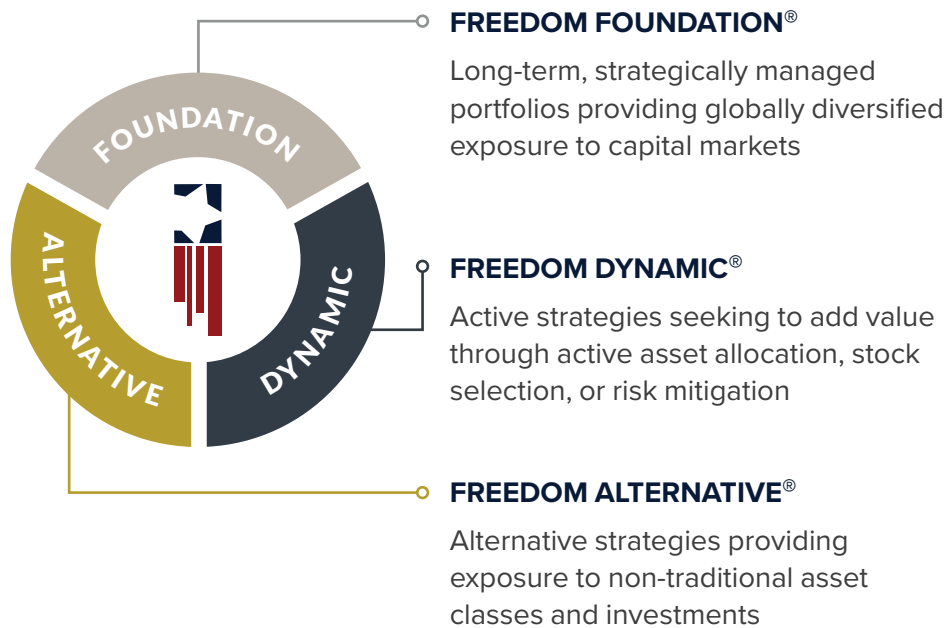 FREEDOM FOUNDATION®
Long-term, strategically managed
portfolios providing globally diversified
exposure to capital markets
FOUNDATION
ALTERNATIVE
DYNAMIC
FREEDOM DYNAMIC®
Active strategies seeking to add value
through active asset allocation, stock
selection, or risk mitigation
FREEDOM ALTERNATIVE®
Alternative strategies providing
exposure to non-traditional asset
classes and investments